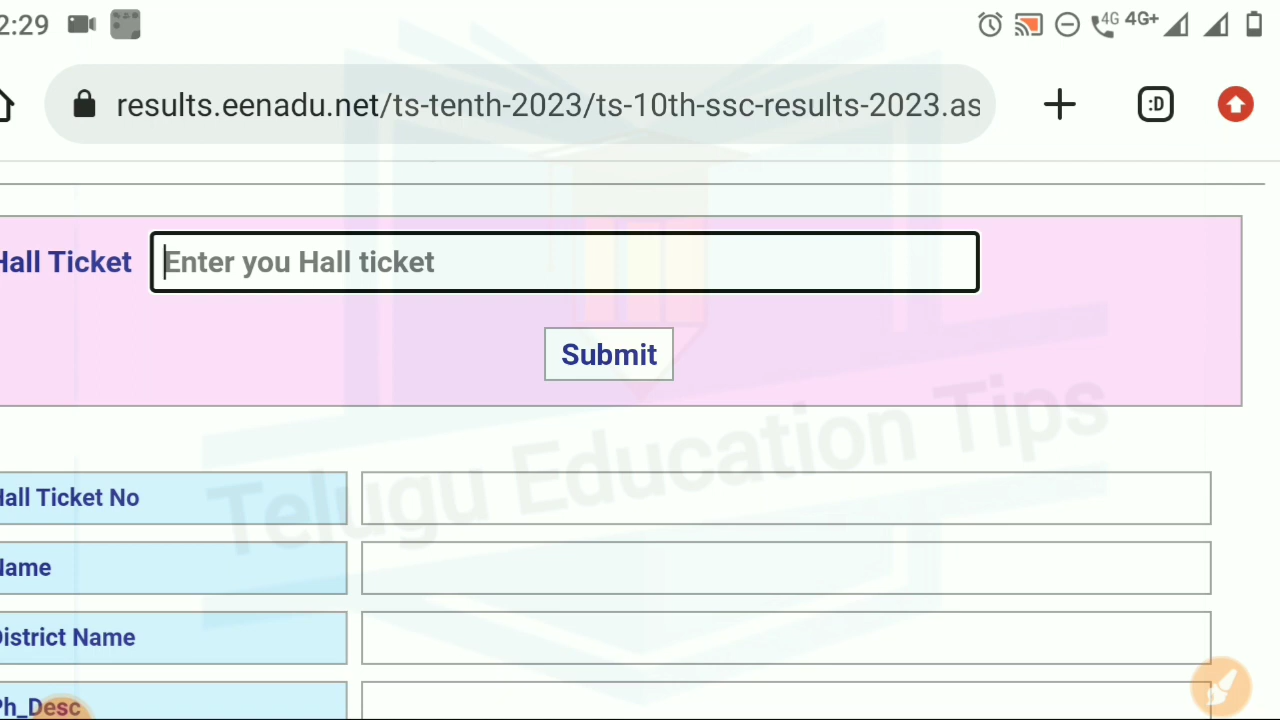 2:29 4G 4G+
results.eenadu.net/ts-tenth-2023/ts-10th-ssc-results-2023.as
:D
Hall Ticket Enter you Hall ticket
Submit
Telugu Education Tips
Hall Ticket No
Name
District Name
Ph_Desc